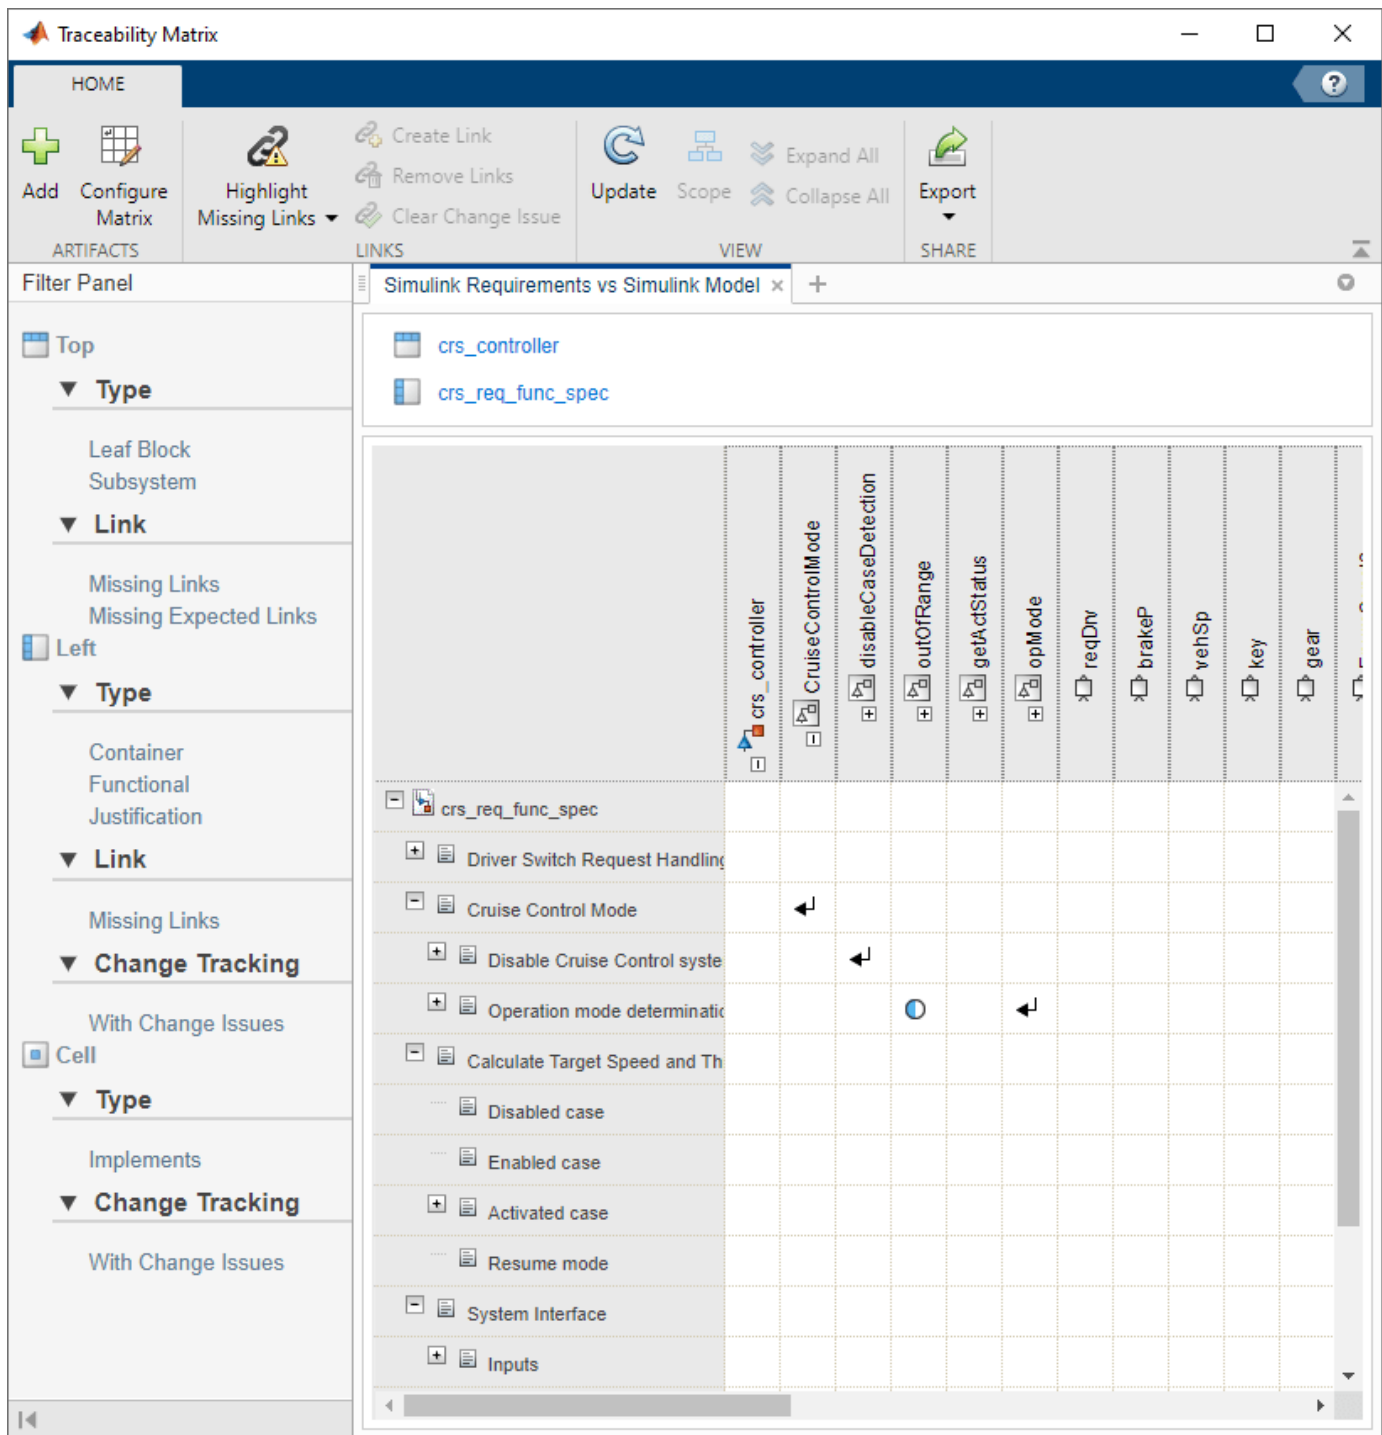 Traceability Matrix
HOME
Add
Configure
Matrix
Highlight
Missing Links
Create Link
Remove Links
Clear Change Issue
Update
Scope
Expand All
Collapse All
Export
ARTIFACTS
LINKS
VIEW
SHARE
Filter Panel
Simulink Requirements vs Simulink Model
Top
Type
Leaf Block
Subsystem
Link
Missing Links
Missing Expected Links
Left
Type
Container
Functional
Justification
Link
Missing Links
Change Tracking
With Change Issues
Cell
Type
Implements
Change Tracking
With Change Issues
crs_controller
crs_req_func_spec
crs_controller
CruiseControlMode
disableCaseDetection
outOfRange
getActStatus
opMode
reqDrv
brakeP
vehSp
key
gear
crs_req_func_spec
Driver Switch Request Handling
Cruise Control Mode
Disable Cruise Control syste
Operation mode determinatio
Calculate Target Speed and Th
Disabled case
Enabled case
Activated case
Resume mode
System Interface
Inputs